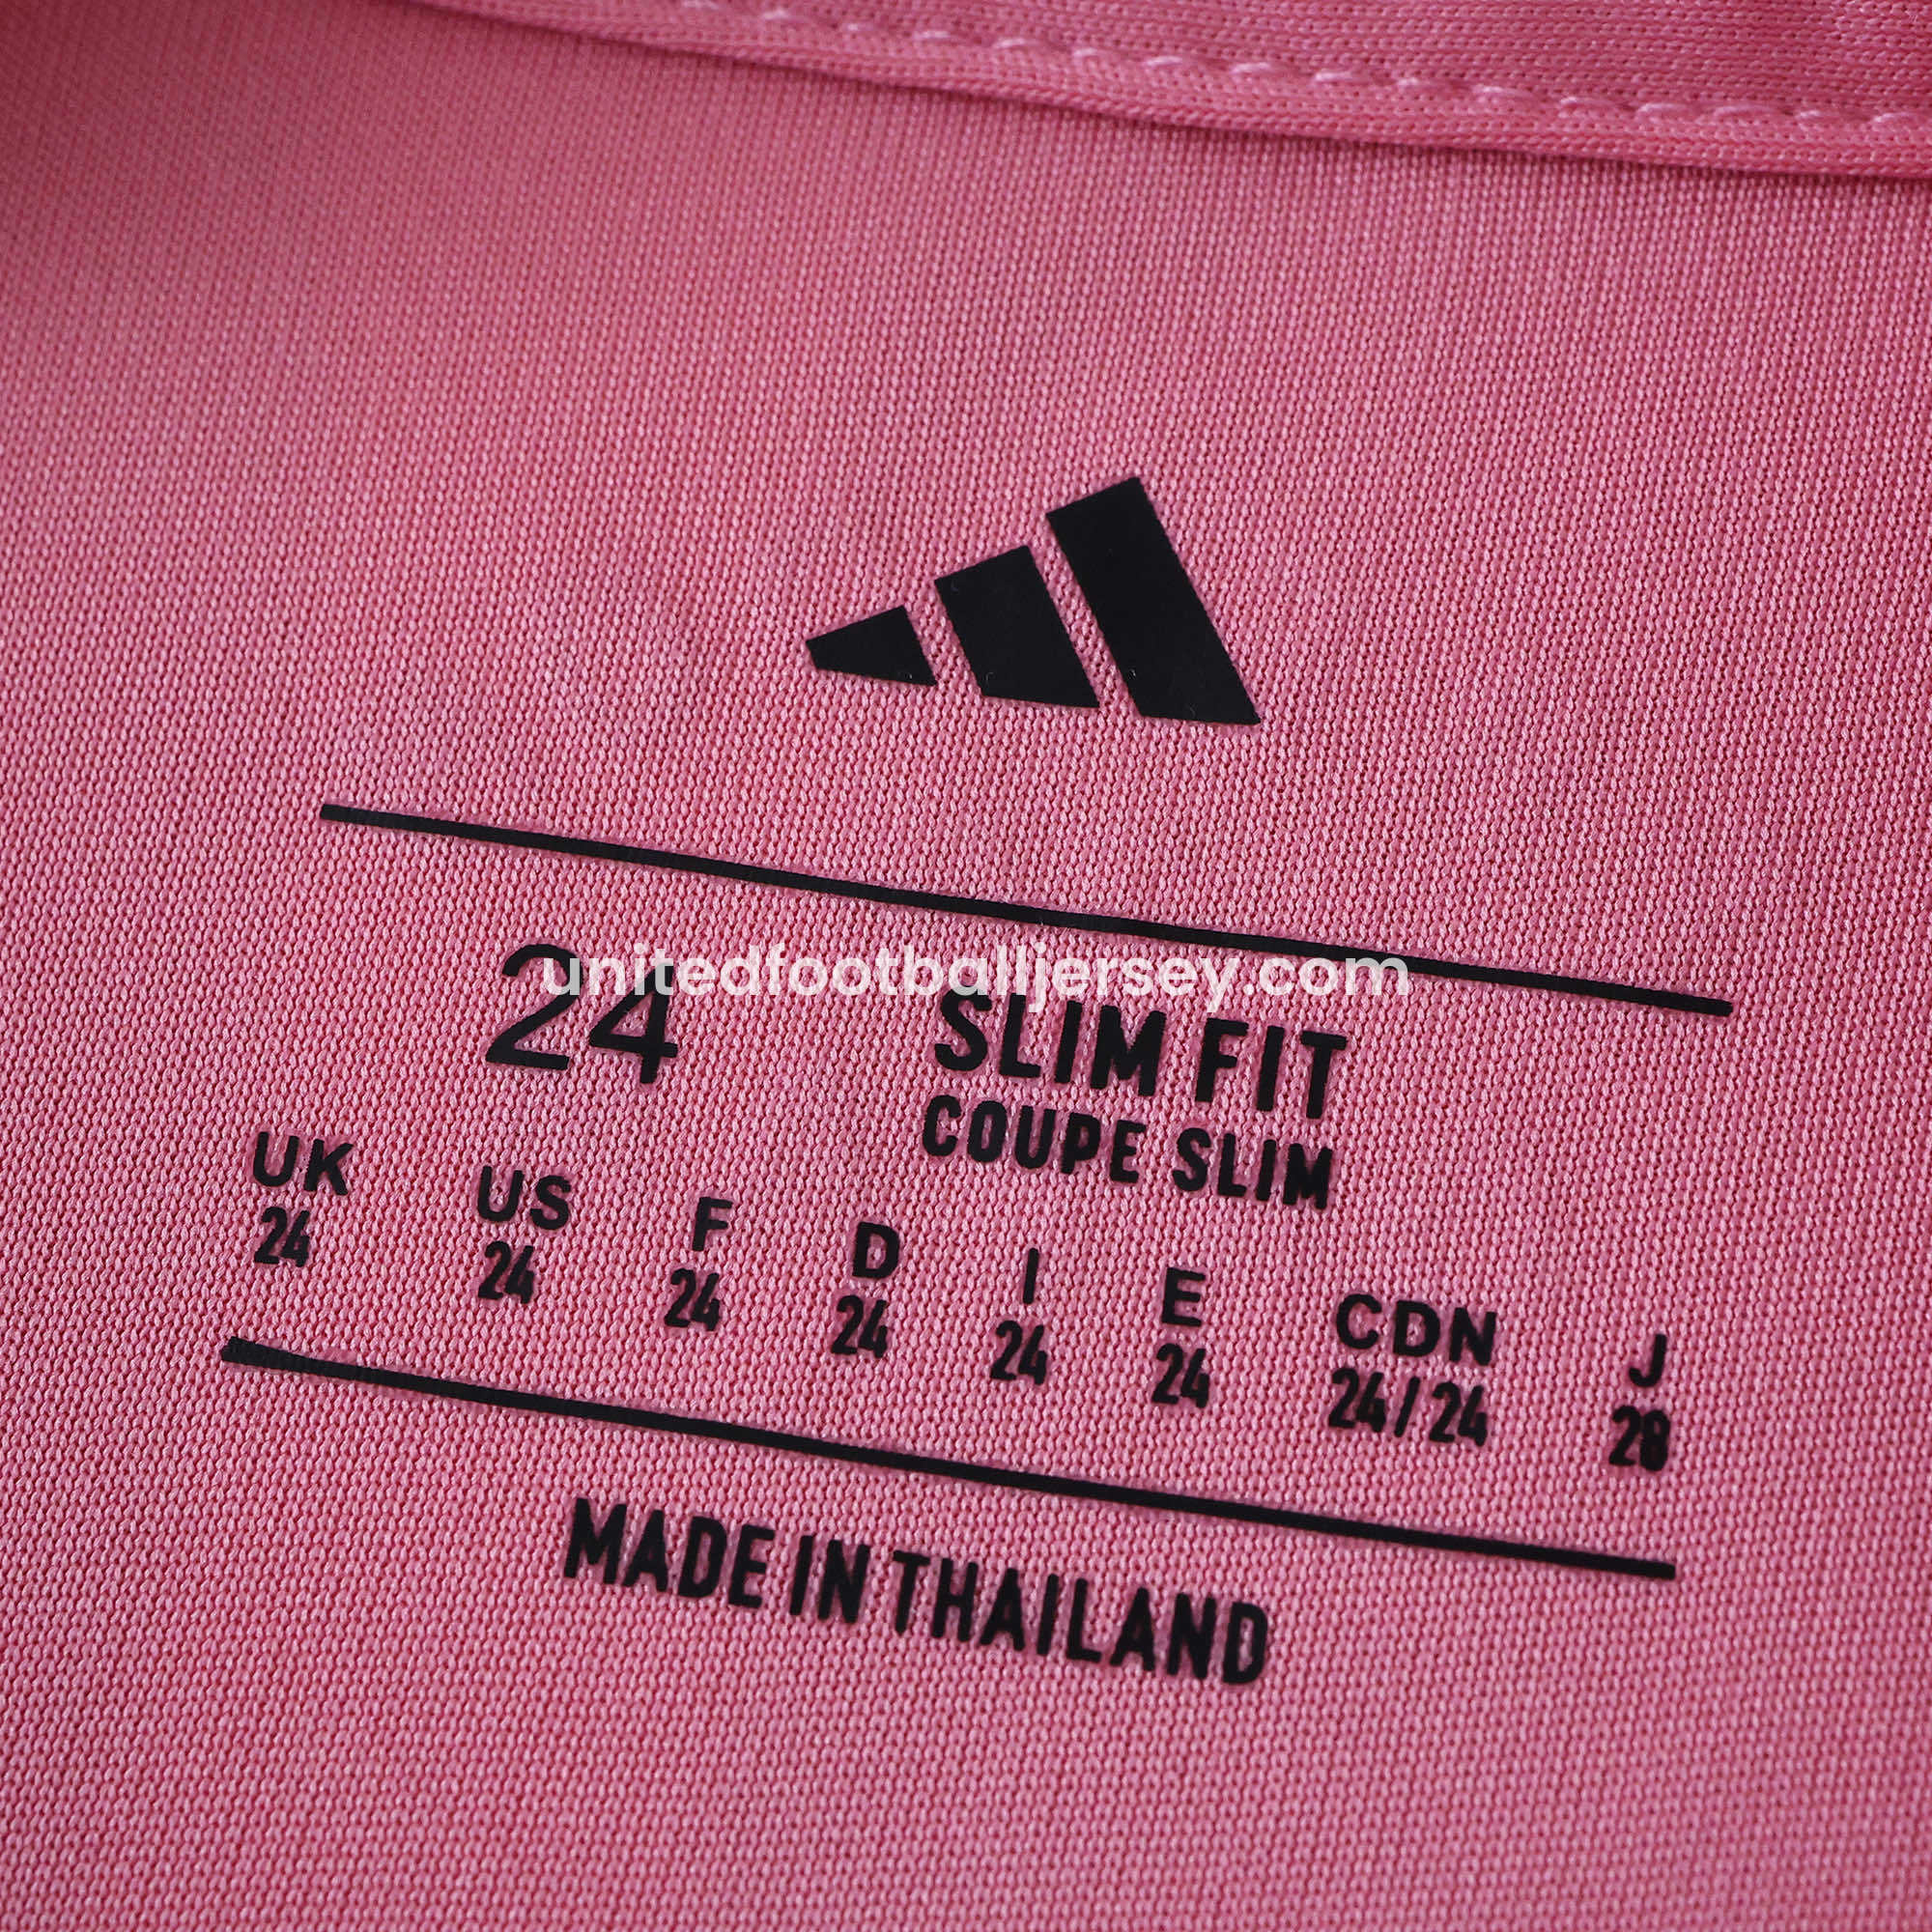 unitedfootballjersey.com
24 SLIM FIT
COUPE SLIM
UK US F D I E CDN J
24 24 24 24 24 24 24/24 28
MADE IN THAILAND